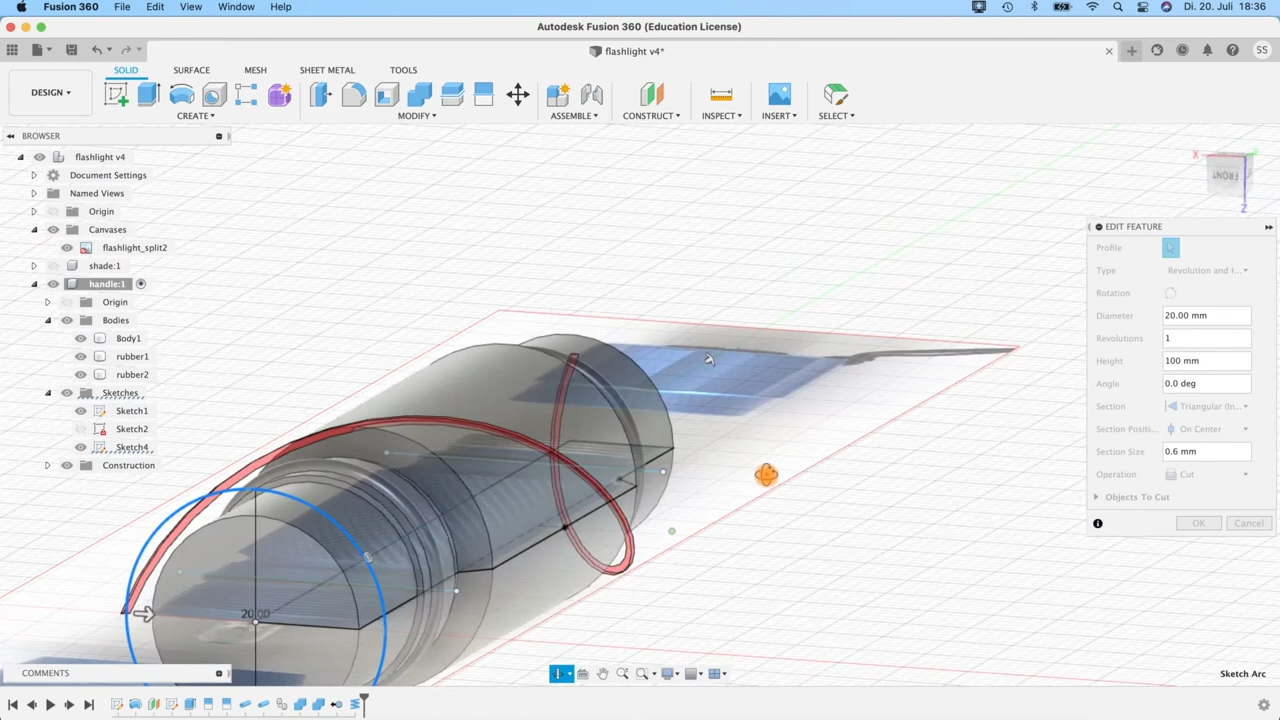 Fusion 360 File Edit View Window Help Di. 20. Juli 18:36
Autodesk Fusion 360 (Education License)
flashlight v4*
SS
DESIGN
SOLID SURFACE MESH SHEET METAL TOOLS
CREATE MODIFY ASSEMBLE CONSTRUCT INSPECT INSERT SELECT
BROWSER
flashlight v4
Document Settings
Named Views
Origin
Canvases
flashlight_split2
shade:1
handle:1
Origin
Bodies
Body1
rubber1
rubber2
Sketches
Sketch1
Sketch2
Sketch4
Construction
X
FRONT
Z
20.00
EDIT FEATURE
Profile
Type Revolution and H...
Rotation
Diameter 20.00 mm
Revolutions 1
Height 100 mm
Angle 0.0 deg
Section Triangular (In...
Section Positi... On Center
Section Size 0.6 mm
Operation Cut
Objects To Cut
OK Cancel
COMMENTS
Sketch Arc